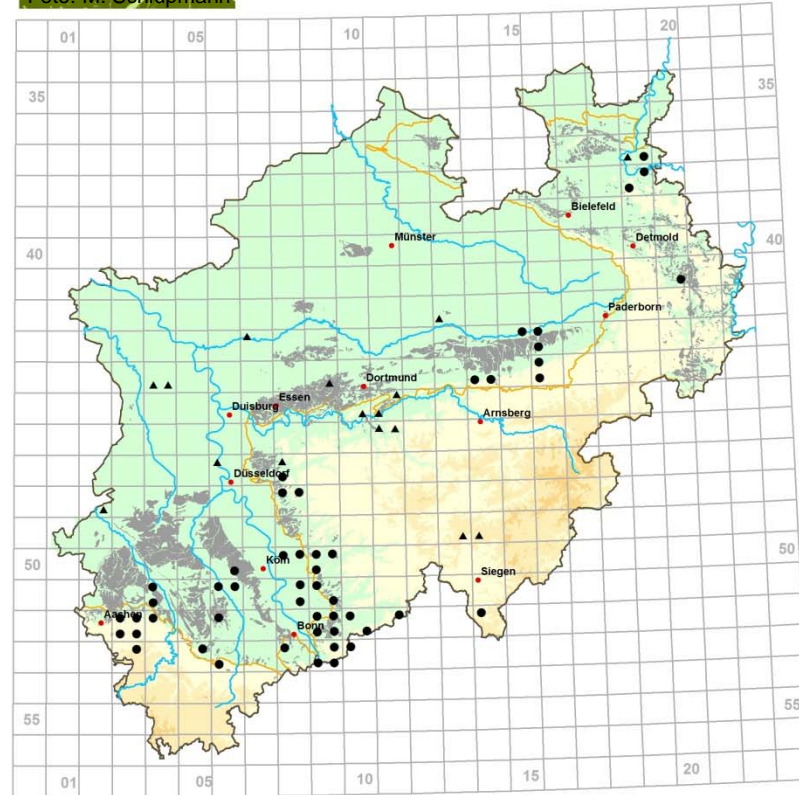 Foto: M. Schlüpmann
01 05 10 15 20
35 35
Bielefeld
Münster
Detmold
40 40
Paderborn
Dortmund
Essen
Duisburg
Arnsberg
Düsseldorf
50 50
Köln
Siegen
Aachen
Bonn
55 55
01 05 10 15 20